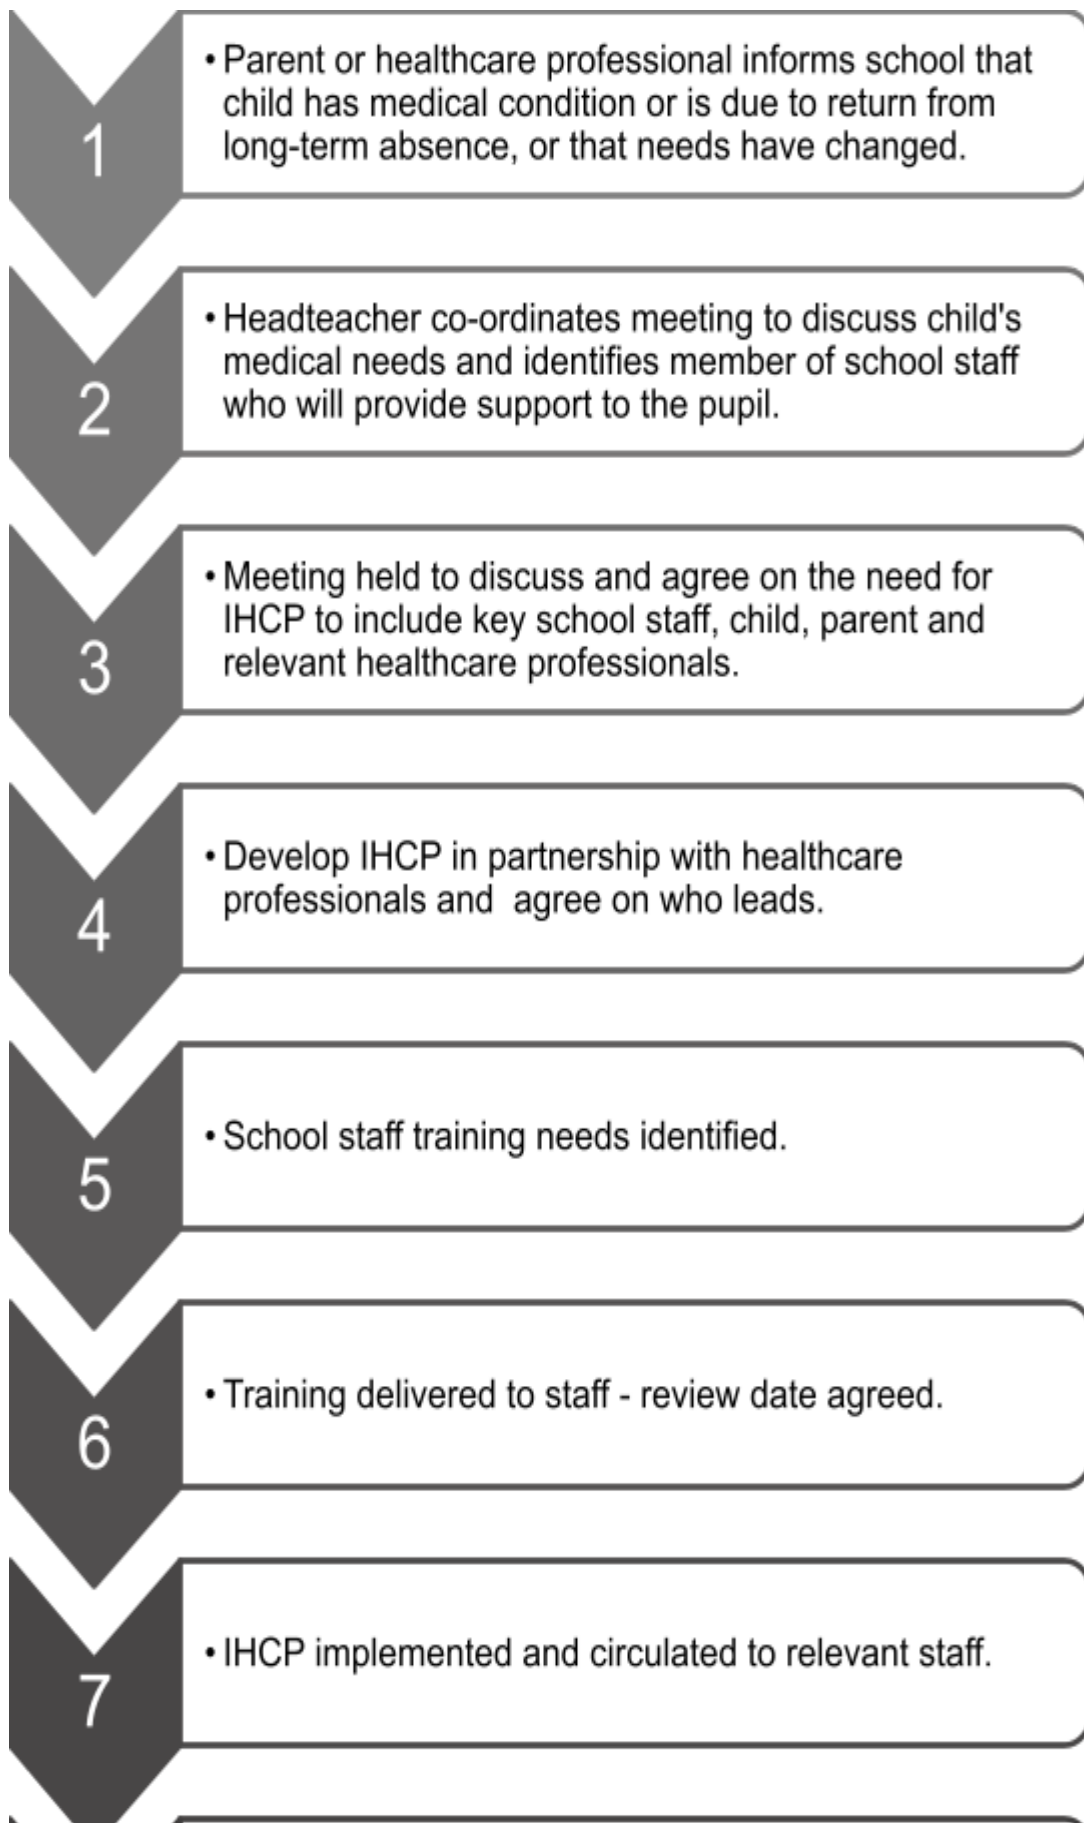 1
• Parent or healthcare professional informs school that
child has medical condition or is due to return from
long-term absence, or that needs have changed.
2
• Headteacher co-ordinates meeting to discuss child's
medical needs and identifies member of school staff
who will provide support to the pupil.
3
• Meeting held to discuss and agree on the need for
IHCP to include key school staff, child, parent and
relevant healthcare professionals.
4
• Develop IHCP in partnership with healthcare
professionals and  agree on who leads.
5
• School staff training needs identified.
6
• Training delivered to staff - review date agreed.
7
• IHCP implemented and circulated to relevant staff.